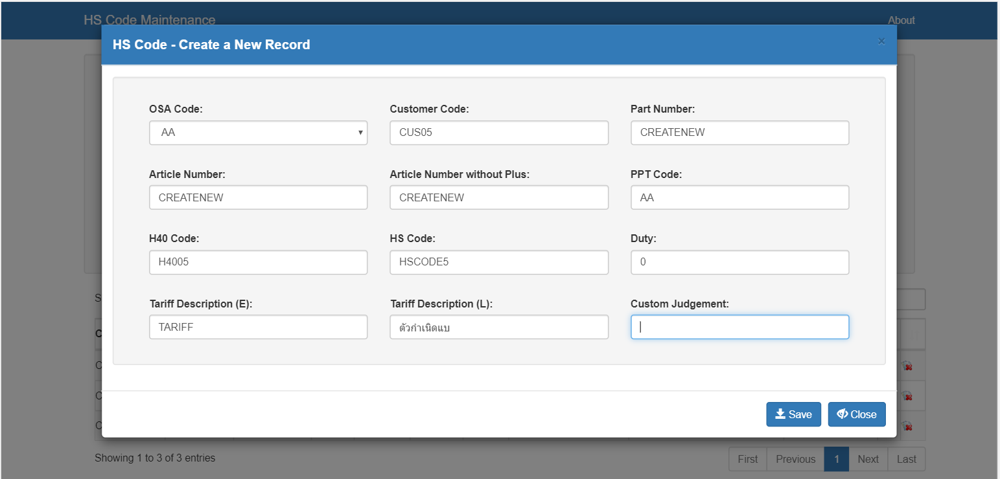 HS Code Maintenance
About
HS Code - Create a New Record
×
OSA Code:
Customer Code:
Part Number:
AA
CUS05
CREATENEW
Article Number:
Article Number without Plus:
PPT Code:
CREATENEW
CREATENEW
AA
H40 Code:
HS Code:
Duty:
H4005
HSCODE5
0
Tariff Description (E):
Tariff Description (L):
Custom Judgement:
TARIFF
ตัวกำเนิดแบ
Save
Close
Showing 1 to 3 of 3 entries
First
Previous
1
Next
Last